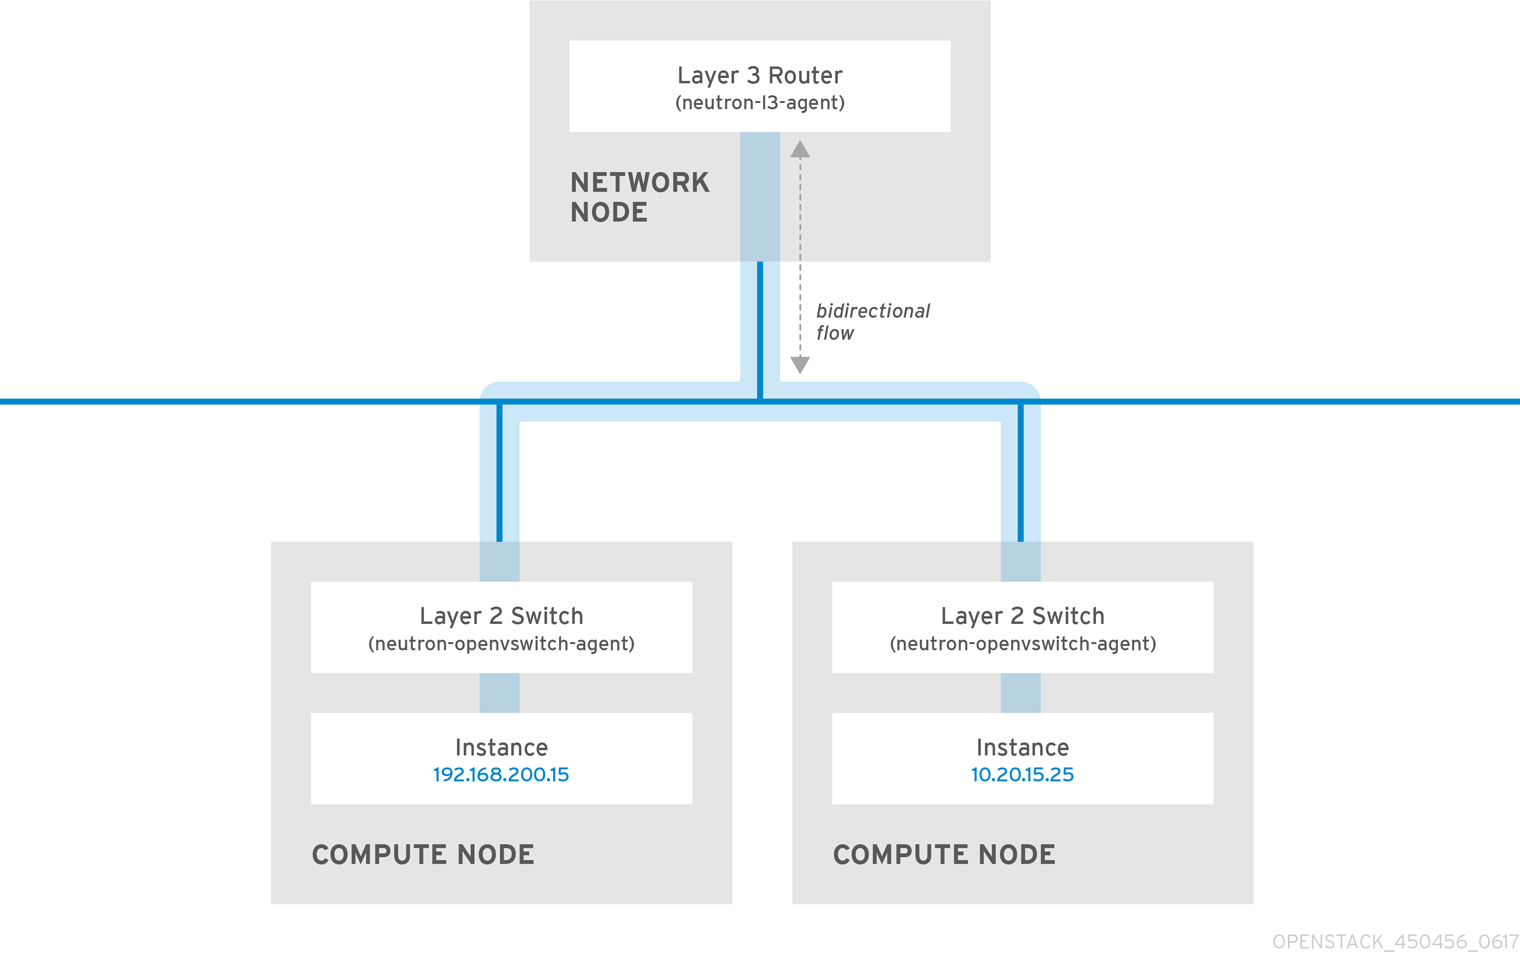 Layer 3 Router
(neutron-l3-agent)
NETWORK
NODE
bidirectional
flow
Layer 2 Switch
(neutron-openvswitch-agent)
Instance
192.168.200.15
COMPUTE NODE
Layer 2 Switch
(neutron-openvswitch-agent)
Instance
10.20.15.25
COMPUTE NODE
OPENSTACK_450456_0617